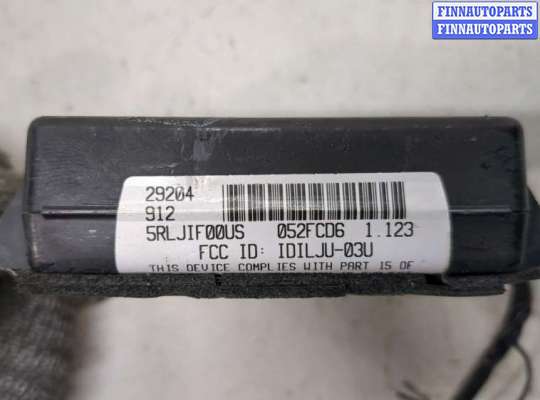 FINNAUTOPARTS
FINNAUTOPARTS
29204
912
5RLJIF00US 052FCD6 1.123
FCC ID: IDILJU-03U
THIS DEVICE COMPLIES WITH PART 15 OF